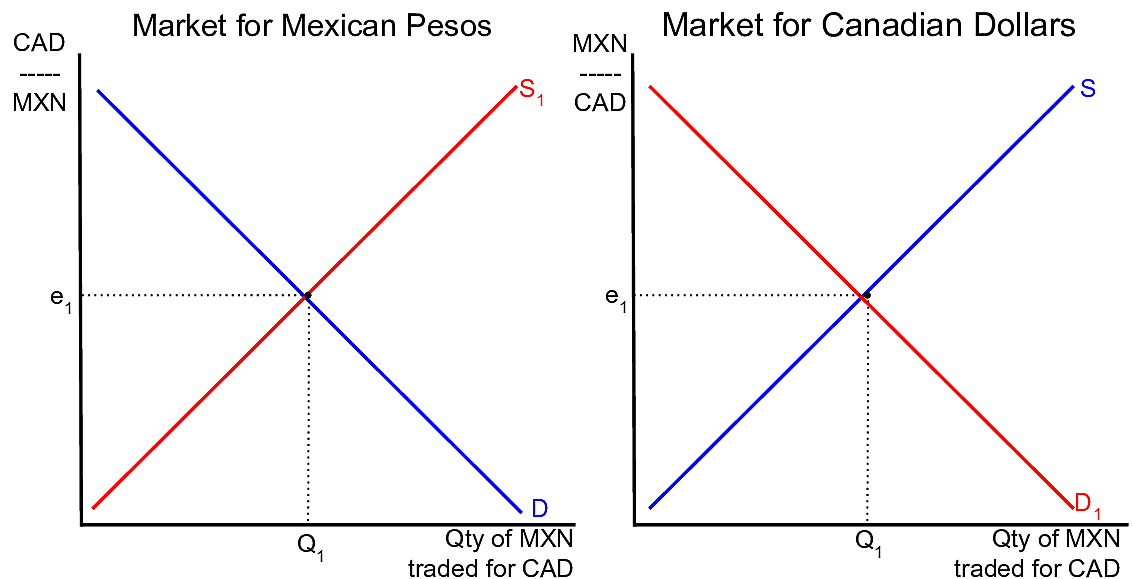 Market for Mexican Pesos
CAD
-----
MXN
S1
e1
D
Q1
Qty of MXN
traded for CAD
Market for Canadian Dollars
MXN
-----
CAD
S
e1
D1
Q1
Qty of MXN
traded for CAD